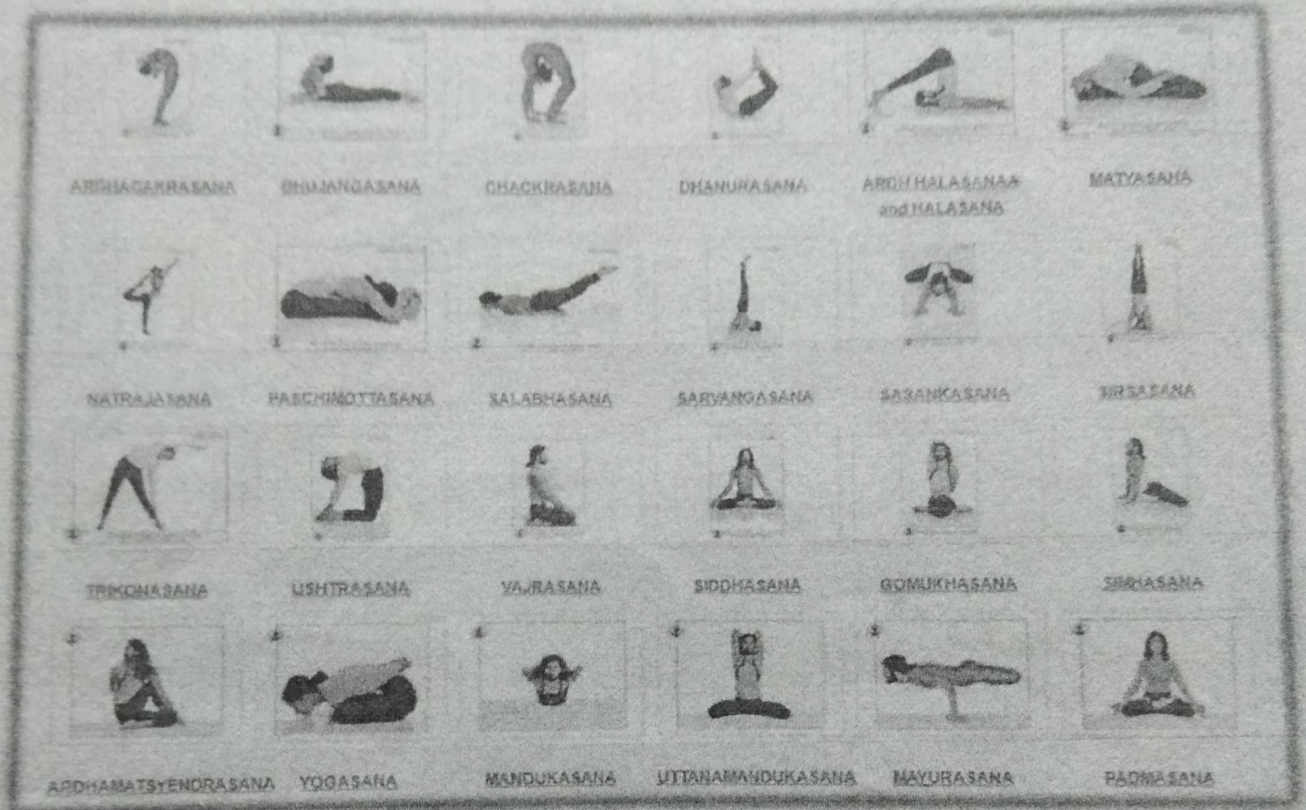 ARDHACAKRASANA BHUJANGASANA CHACKRASANA DHANURASANA ARDH HALASANAA MATYASANA
and HALASANA
NATRAJASANA PASCHIMOTTASANA SALABHASANA SARVANGASANA SASANKASANA SIRSASANA
TRIKONASANA USHTRASANA VAJRASANA SIDDHASANA GOMUKHASANA SIMHASANA
ARDHAMATSYENDRASANA YOGASANA MANDUKASANA UTTANAMANDUKASANA MAYURASANA PADMASANA